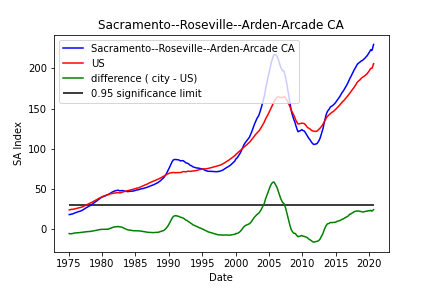 Sacramento--Roseville--Arden-Arcade CA
Sacramento--Roseville--Arden-Arcade CA
US
difference ( city - US)
0.95 significance limit
SA Index
200
150
100
50
0
1975 1980 1985 1990 1995 2000 2005 2010 2015 2020
Date